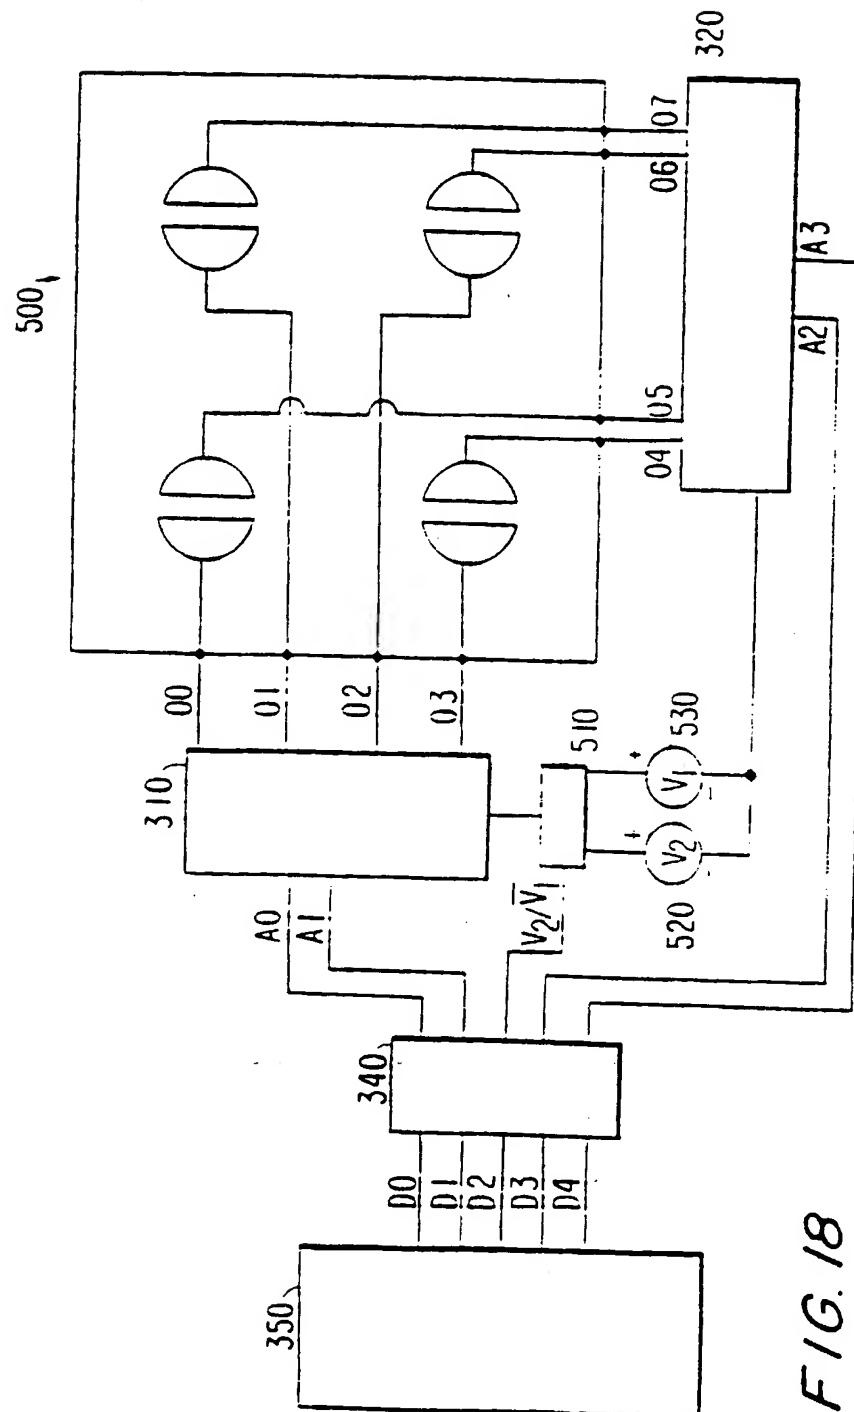 500
310
O0
O1
O2
O3
O4
O5
O6
O7
320
A0
A1
A2
A3
V2/V̅1̅
510
+
V2
-
+
V1
-
520
530
340
D0
D1
D2
D3
D4
350
FIG. 18